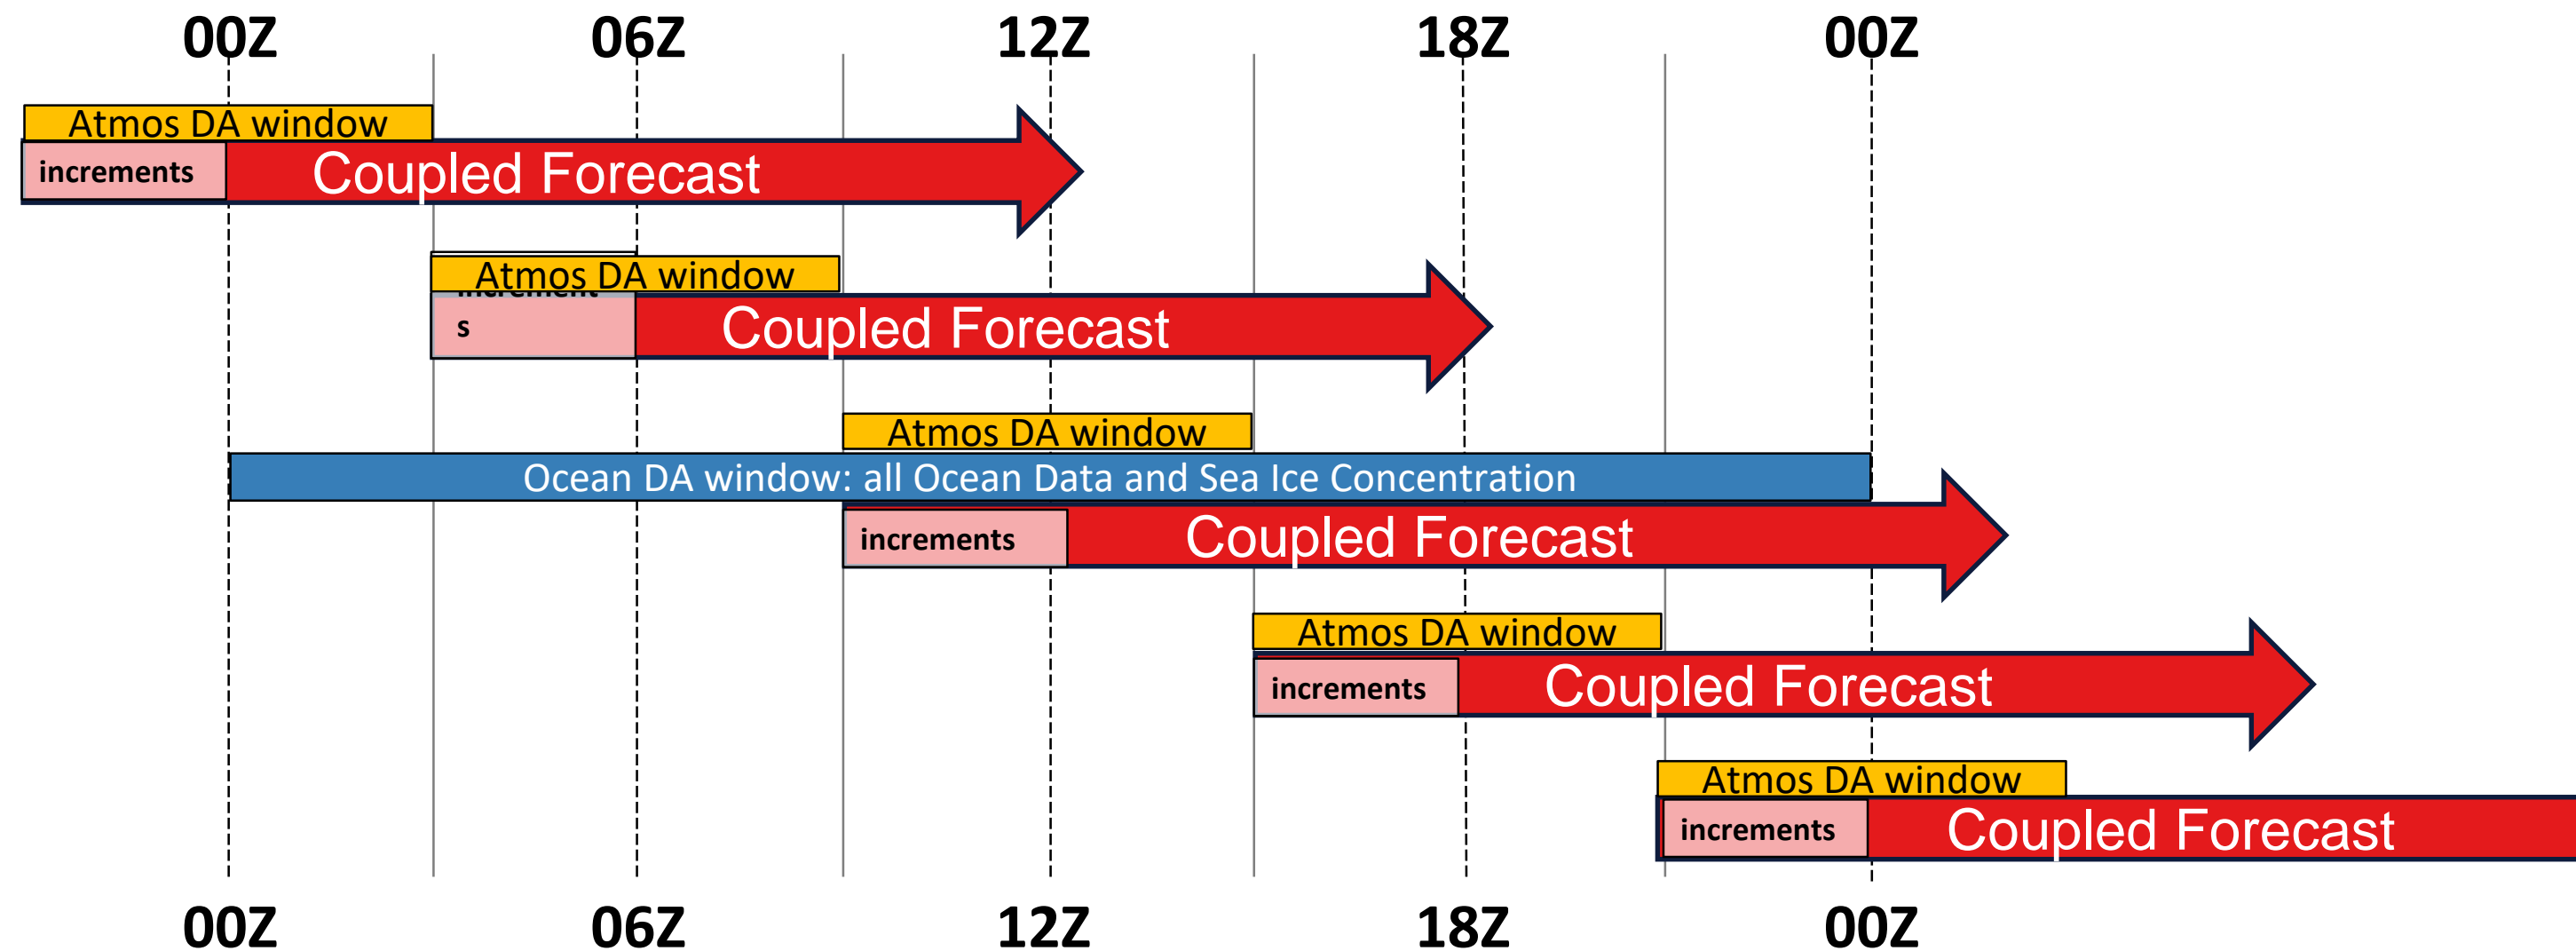 00Z 06Z 12Z 18Z 00Z
Atmos DA window
increments
Coupled Forecast
Atmos DA window
s
Coupled Forecast
Atmos DA window
Ocean DA window: all Ocean Data and Sea Ice Concentration
increments
Coupled Forecast
Atmos DA window
increments
Coupled Forecast
Atmos DA window
increments
Coupled Forecast
00Z 06Z 12Z 18Z 00Z